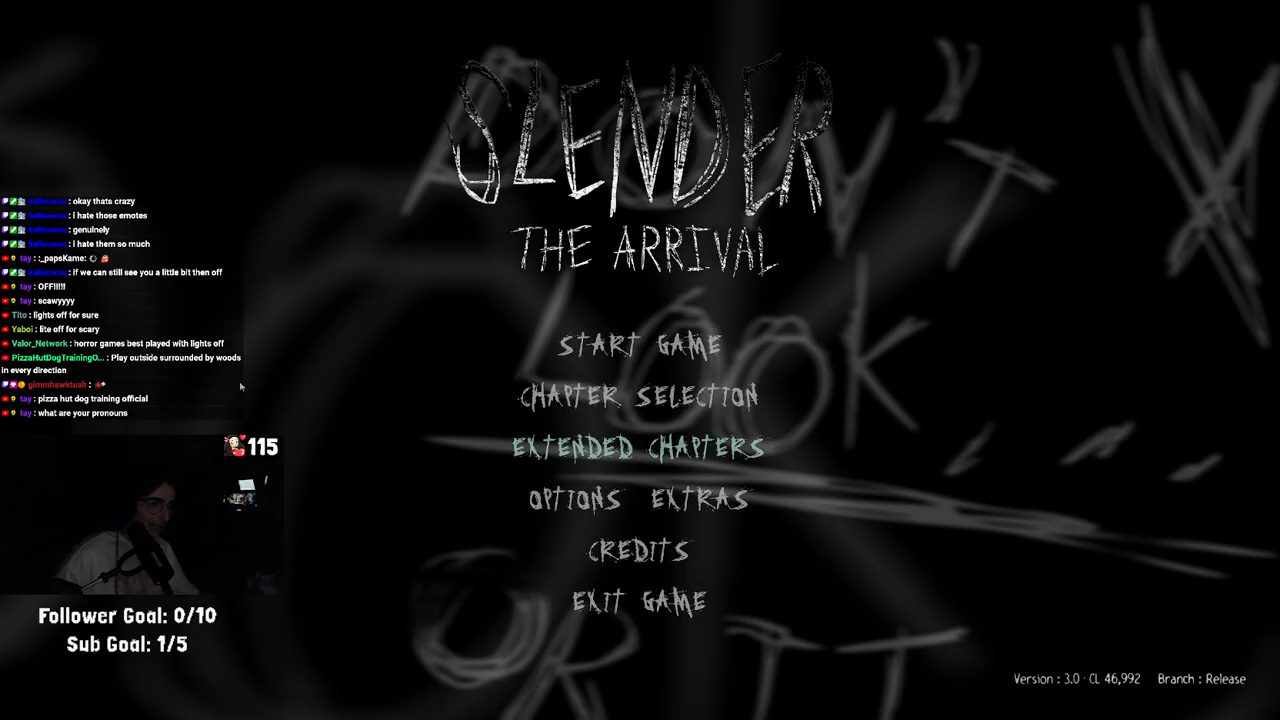 SLENDER
THE ARRIVAL
START GAME
CHAPTER SELECTION
EXTENDED CHAPTERS
OPTIONS EXTRAS
CREDITS
EXIT GAME
: okay thats crazy
: i hate those emotes
: genuinely
: i hate them so much
tay : :_papsKame:
: if we can still see you a little bit then off
tay : OFF!!!!!
tay : scawyyyy
Tito : lights off for sure
Yaboi : lite off for scary
Valor_Network : horror games best played with lights off
PizzaHutDogTrainingO... : Play outside surrounded by woods
in every direction
gimmhawktuah :
tay : pizza hut dog training official
tay : what are your pronouns
115
Follower Goal: 0/10
Sub Goal: 1/5
Version : 3.0 - CL 46,992 Branch : Release
DON'T
LOOK
OR IT